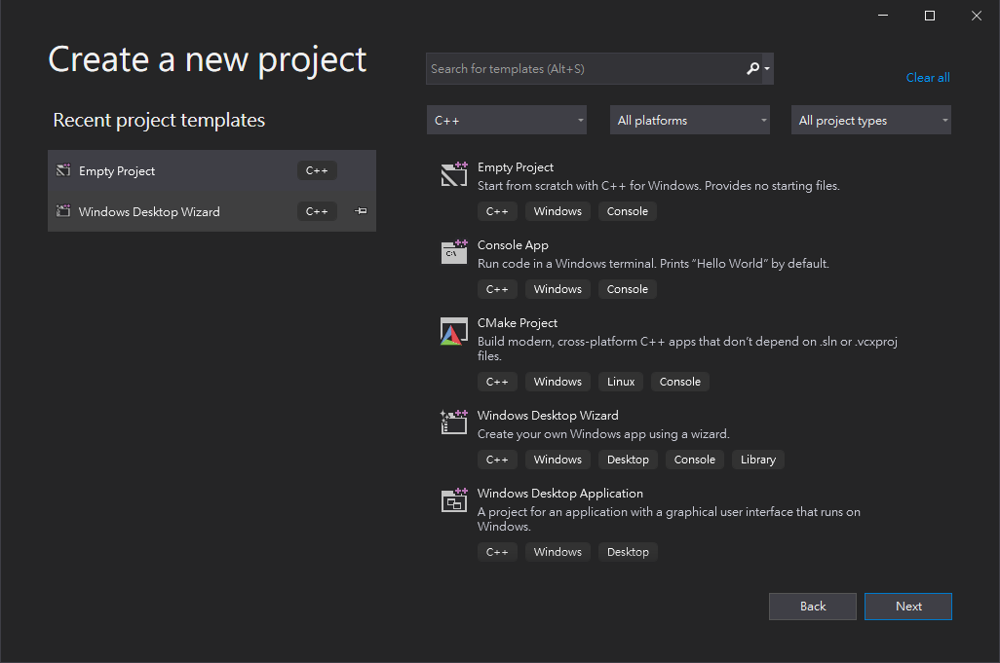 Create a new project
Search for templates (Alt+S)
Clear all
Recent project templates
C++
All platforms
All project types
Empty Project C++
Windows Desktop Wizard C++
Empty Project
Start from scratch with C++ for Windows. Provides no starting files.
C++ Windows Console
Console App
Run code in a Windows terminal. Prints "Hello World" by default.
C++ Windows Console
CMake Project
Build modern, cross-platform C++ apps that don't depend on .sln or .vcxproj
files.
C++ Windows Linux Console
Windows Desktop Wizard
Create your own Windows app using a wizard.
C++ Windows Desktop Console Library
Windows Desktop Application
A project for an application with a graphical user interface that runs on
Windows.
C++ Windows Desktop
Back
Next